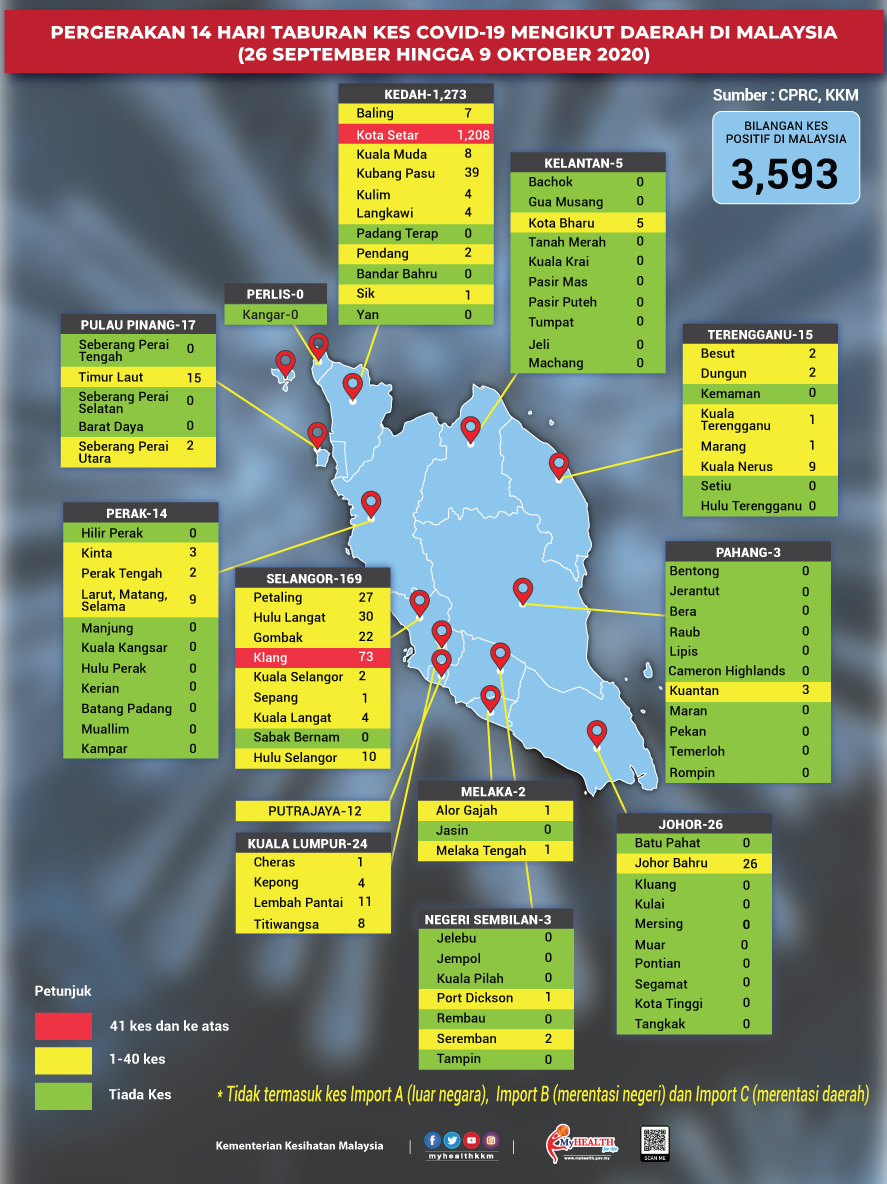 PERGERAKAN 14 HARI TABURAN KES COVID-19 MENGIKUT DAERAH DI MALAYSIA
(26 SEPTEMBER HINGGA 9 OKTOBER 2020)
Sumber : CPRC, KKM
BILANGAN KES
POSITIF DI MALAYSIA
3,593
KEDAH-1,273
Baling 7
Kota Setar 1,208
Kuala Muda 8
Kubang Pasu 39
Kulim 4
Langkawi 4
Padang Terap 0
Pendang 2
Bandar Bahru 0
Sik 1
Yan 0
KELANTAN-5
Bachok 0
Gua Musang 0
Kota Bharu 5
Tanah Merah 0
Kuala Krai 0
Pasir Mas 0
Pasir Puteh 0
Tumpat 0
Jeli 0
Machang 0
PERLIS-0
Kangar-0
PULAU PINANG-17
Seberang Perai
Tengah 0
Timur Laut 15
Seberang Perai
Selatan 0
Barat Daya 0
Seberang Perai
Utara 2
TERENGGANU-15
Besut 2
Dungun 2
Kemaman 0
Kuala
Terengganu 1
Marang 1
Kuala Nerus 9
Setiu 0
Hulu Terengganu 0
PERAK-14
Hilir Perak 0
Kinta 3
Perak Tengah 2
Larut, Matang,
Selama 9
Manjung 0
Kuala Kangsar 0
Hulu Perak 0
Kerian 0
Batang Padang 0
Muallim 0
Kampar 0
SELANGOR-169
Petaling 27
Hulu Langat 30
Gombak 22
Klang 73
Kuala Selangor 2
Sepang 1
Kuala Langat 4
Sabak Bernam 0
Hulu Selangor 10
PAHANG-3
Bentong 0
Jerantut 0
Bera 0
Raub 0
Lipis 0
Cameron Highlands 0
Kuantan 3
Maran 0
Pekan 0
Temerloh 0
Rompin 0
PUTRAJAYA-12
KUALA LUMPUR-24
Cheras 1
Kepong 4
Lembah Pantai 11
Titiwangsa 8
MELAKA-2
Alor Gajah 1
Jasin 0
Melaka Tengah 1
JOHOR-26
Batu Pahat 0
Johor Bahru 26
Kluang 0
Kulai 0
Mersing 0
Muar 0
Pontian 0
Segamat 0
Kota Tinggi 0
Tangkak 0
NEGERI SEMBILAN-3
Jelebu 0
Jempol 0
Kuala Pilah 0
Port Dickson 1
Rembau 0
Seremban 2
Tampin 0
Petunjuk
41 kes dan ke atas
1-40 kes
Tiada Kes
* Tidak termasuk kes Import A (luar negara), Import B (merentasi negeri) dan Import C (merentasi daerah)
Kementerian Kesihatan Malaysia
myhealthkkm
MyHEALTH
for life
www.myhealth.gov.my
SCAN ME